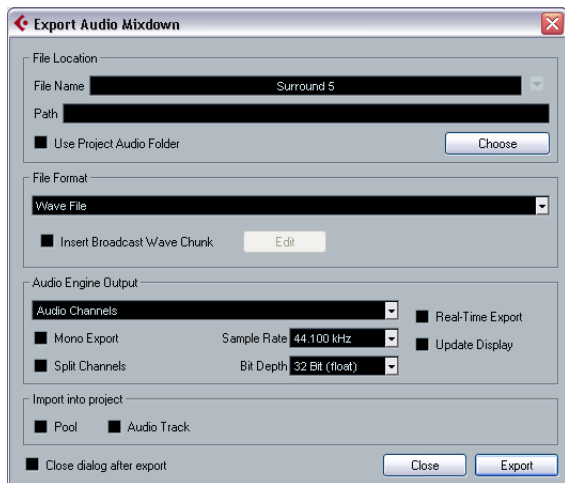 Export Audio Mixdown
File Location
File Name Surround 5
Path
Use Project Audio Folder Choose
File Format
Wave File
Insert Broadcast Wave Chunk Edit
Audio Engine Output
Audio Channels
Real-Time Export
Mono Export Sample Rate 44.100 kHz
Update Display
Split Channels Bit Depth 32 Bit (float)
Import into project
Pool Audio Track
Close dialog after export Close Export